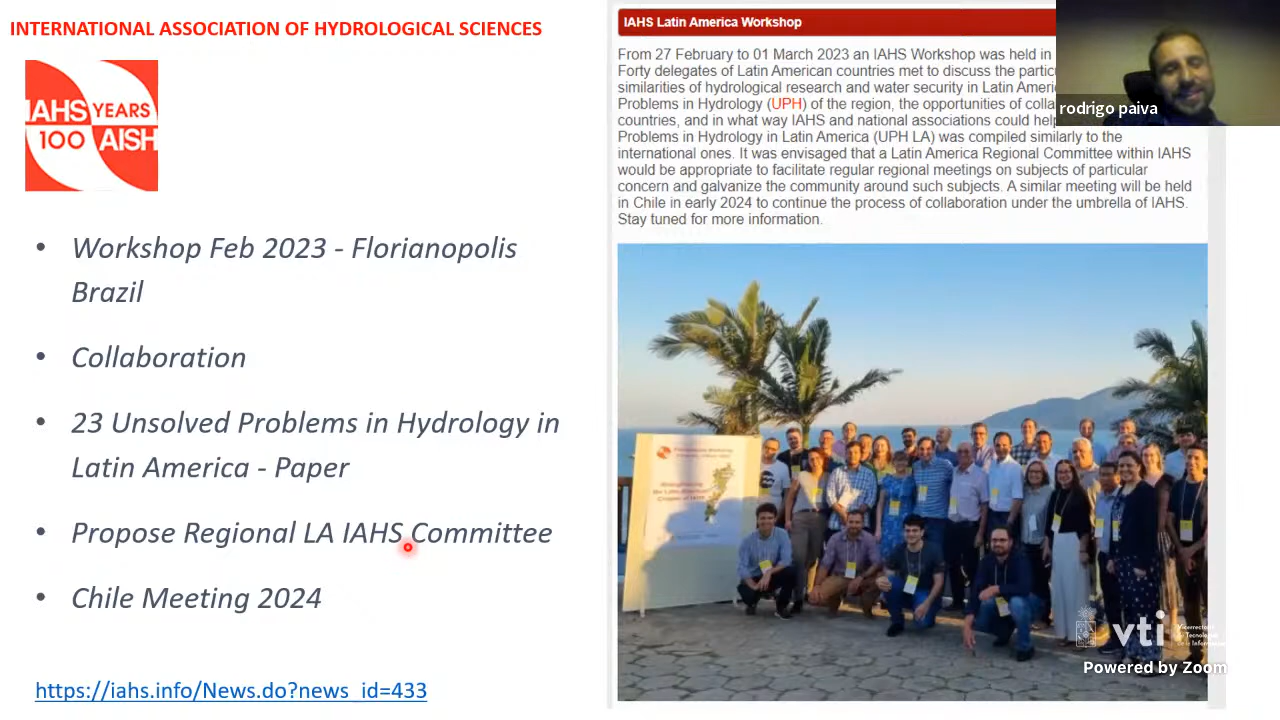 INTERNATIONAL ASSOCIATION OF HYDROLOGICAL SCIENCES
IAHS YEARS
100 AISH
• Workshop Feb 2023 - Florianopolis
Brazil
• Collaboration
• 23 Unsolved Problems in Hydrology in
Latin America - Paper
• Propose Regional LA IAHS Committee
• Chile Meeting 2024
https://iahs.info/News.do?news_id=433
IAHS Latin America Workshop
From 27 February to 01 March 2023 an IAHS Workshop was held in
Forty delegates of Latin American countries met to discuss the
similarities of hydrological research and water security in Latin
Problems in Hydrology (UPH) of the region, the opportunities of
countries, and in what way IAHS and national associations could
Problems in Hydrology in Latin America (UPH LA) was compiled similarly to the
international ones. It was envisaged that a Latin America Regional Committee within IAHS
would be appropriate to facilitate regular regional meetings on subjects of particular
concern and galvanize the community around such subjects. A similar meeting will be held
in Chile in early 2024 to continue the process of collaboration under the umbrella of IAHS.
Stay tuned for more information.
rodrigo paiva
vti
Powered by Zoom